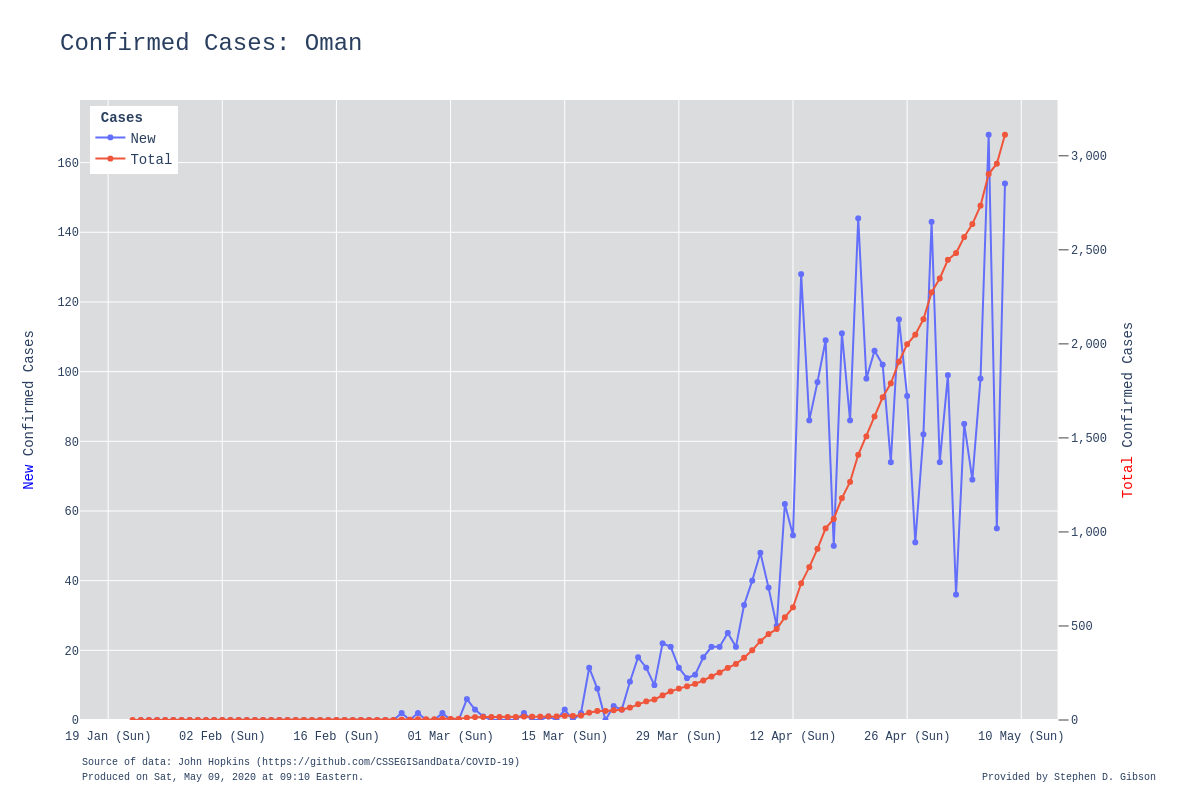 Confirmed Cases: Oman
Cases
New
Total
160
140
120
100
80
60
40
20
0
3,000
2,500
2,000
1,500
1,000
500
0
New Confirmed Cases
Total Confirmed Cases
19 Jan (Sun) 02 Feb (Sun) 16 Feb (Sun) 01 Mar (Sun) 15 Mar (Sun) 29 Mar (Sun) 12 Apr (Sun) 26 Apr (Sun) 10 May (Sun)
Source of data: John Hopkins (https://github.com/CSSEGISandData/COVID-19)
Produced on Sat, May 09, 2020 at 09:10 Eastern.
Provided by Stephen D. Gibson